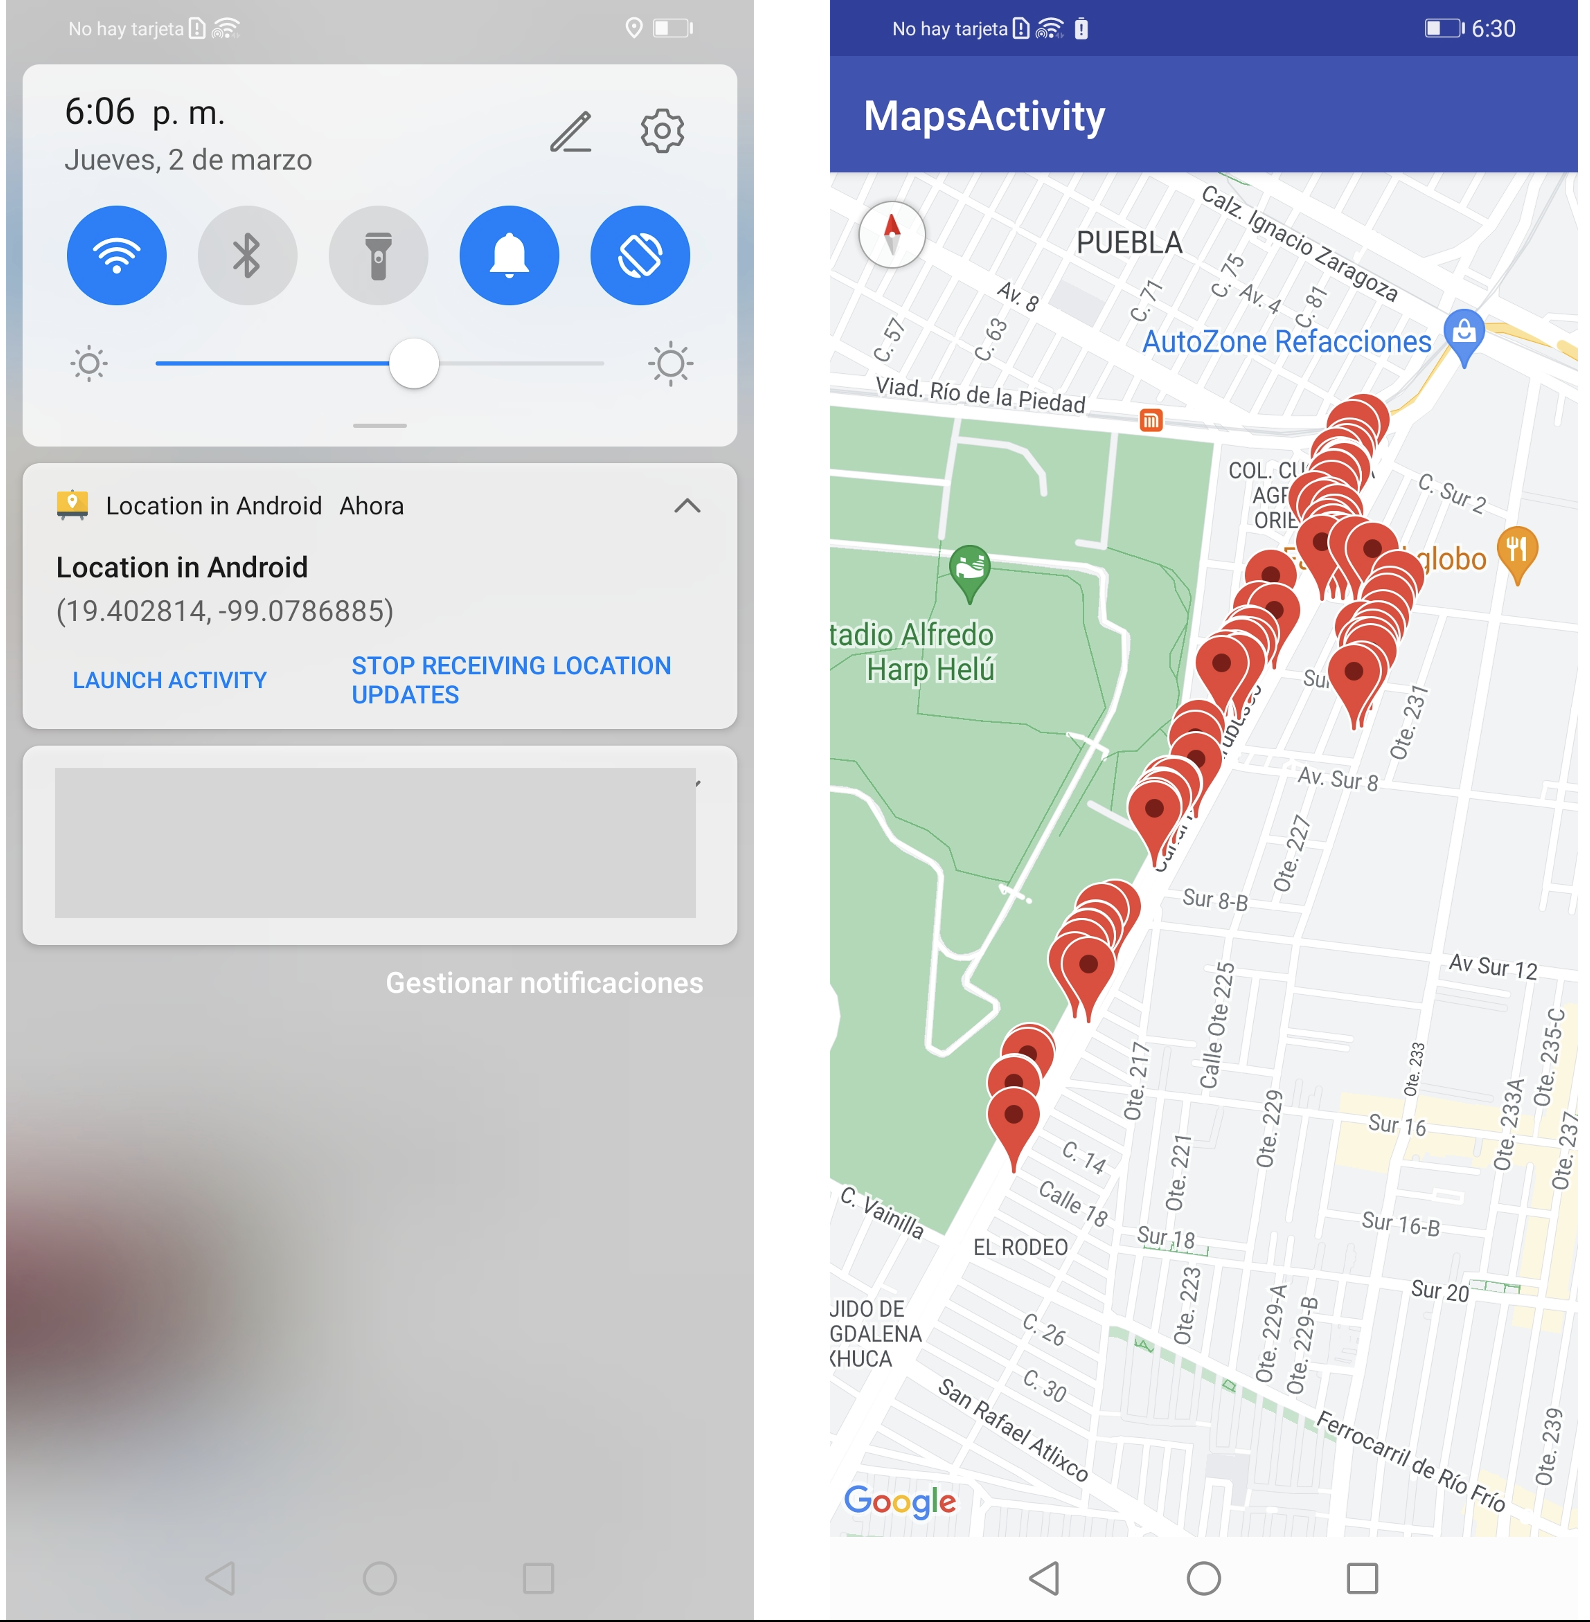 No hay tarjeta
6:06 p. m.
Jueves, 2 de marzo
Location in Android Ahora
Location in Android
(19.402814, -99.0786885)
LAUNCH ACTIVITY
STOP RECEIVING LOCATION
UPDATES
Gestionar notificaciones
No hay tarjeta
6:30
MapsActivity
Calz. Ignacio Zaragoza
PUEBLA
C. 75
Av. 4
C. 81
C. 71
Av. 8
C. 63
C. 57
AutoZone Refacciones
Viad. Río de la Piedad
COL. CU
AGR
ORIE
C. Sur 2
globo
tadio Alfredo
Harp Helú
Sur
Ote. 231
Av. Sur 8
Ote. 227
Sur 8-B
Av Sur 12
Calle Ote 225
Ote. 217
Ote. 233
Ote. 235-C
Ote. 233A
Ote. 237
Ote. 229
Ote. 221
Sur 16
C. 14
Calle 18
C. Vainilla
Sur 18
Sur 16-B
EL RODEO
Sur 20
Ote. 223
Ote. 229-A
Ote. 229-B
JIDO DE
GDALENA
XHUCA
C. 26
C. 30
San Rafael Atlixco
Ferrocarril de Río Frío
Ote. 239
Google